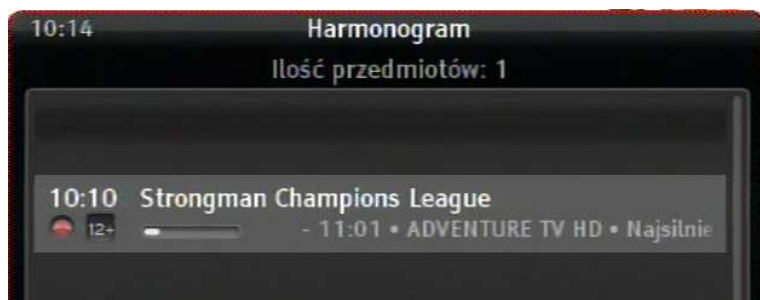 10:14 Harmonogram
Ilość przedmiotów: 1
10:10 Strongman Champions League
12+ - 11:01 • ADVENTURE TV HD • Najsilnie